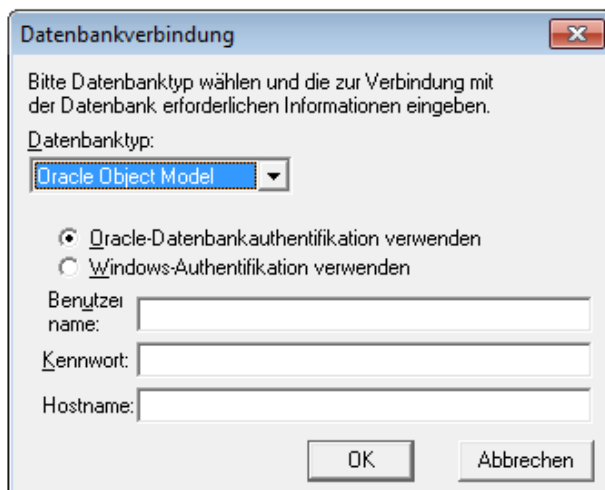 Datenbankverbindung
Bitte Datenbanktyp wählen und die zur Verbindung mit
der Datenbank erforderlichen Informationen eingeben.
Datenbanktyp:
Oracle Object Model
Oracle-Datenbankauthentifikation verwenden
Windows-Authentifikation verwenden
Benutzer
name:
Kennwort:
Hostname:
OK Abbrechen